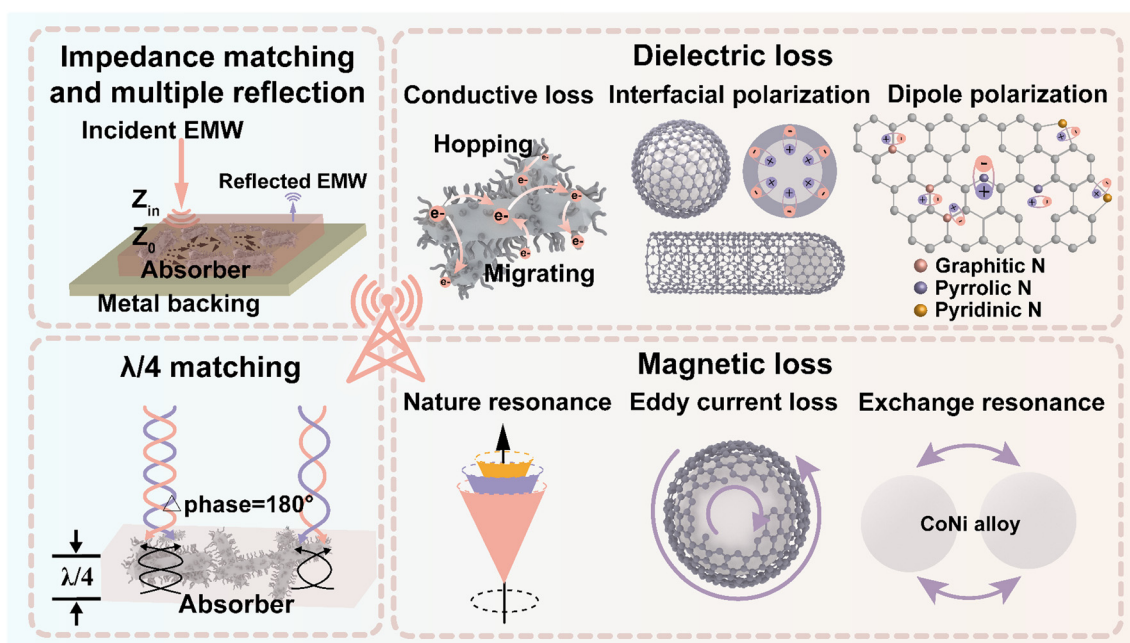 Impedance matching
and multiple reflection
Incident EMW
Reflected EMW
Zin
Z0
Absorber
Metal backing
Dielectric loss
Conductive loss
Hopping
e-
e-
e-
e-
e-
e-
e-
e-
Migrating
Interfacial polarization
- - - - - -
+ + + + + +
Dipole polarization
Graphitic N
Pyrrolic N
Pyridinic N
λ/4 matching
△phase=180°
λ/4
Absorber
Magnetic loss
Nature resonance
Eddy current loss
Exchange resonance
CoNi alloy